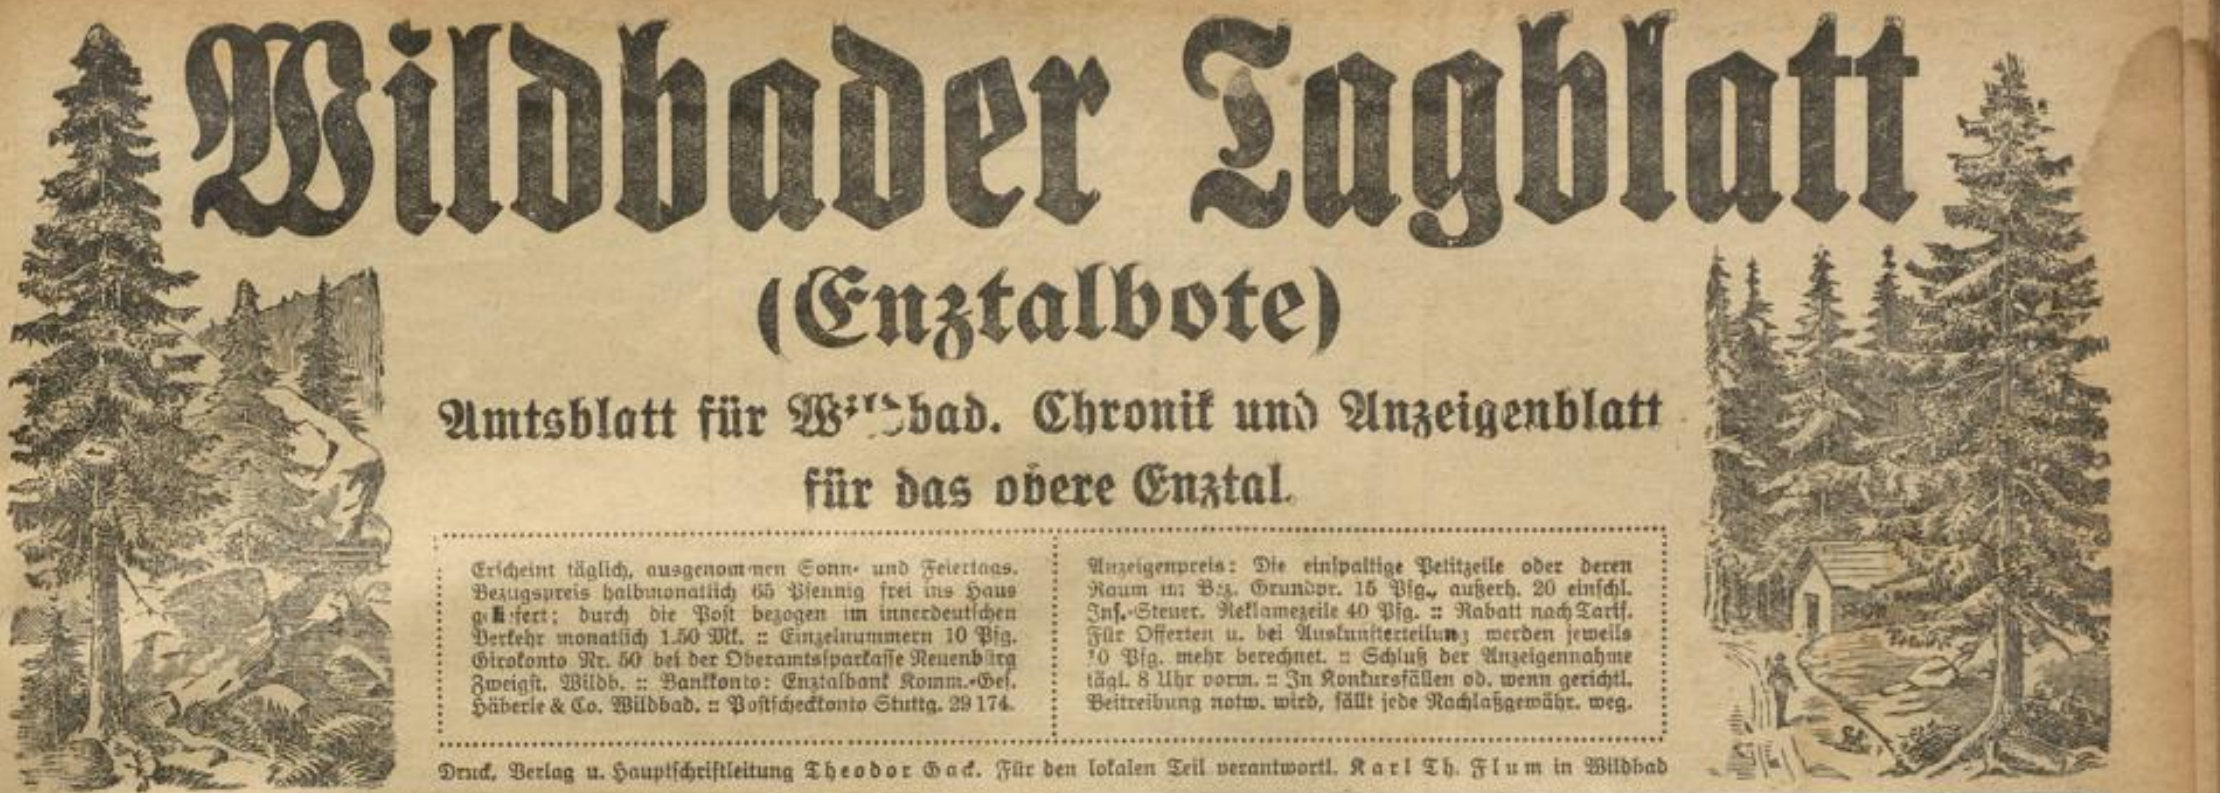 Wildbader Tagblatt
(Enztalbote)
Amtsblatt für Wildbad. Chronik und Anzeigenblatt
für das obere Enztal.
Erscheint täglich, ausgenommen Sonn- und Feiertags.
Bezugspreis halbmonatlich 65 Pfennig frei ins Haus
geliefert; durch die Post bezogen im innerdeutschen
Verkehr monatlich 1.50 Mk. :: Einzelnummern 10 Pfg.
Girokonto Nr. 50 bei der Oberamtssparkasse Neuenbürg
Zweigst. Wildb. :: Bankkonto: Enztalbank Komm.-Ges.
Häberle & Co. Wildbad. :: Postscheckkonto Stuttg. 29 174.
Anzeigenpreis: Die einspaltige Petitzeile oder deren
Raum im Bez. Grundpr. 15 Pfg., außerh. 20 einschl.
Ins.-Steuer. Reklamezeile 40 Pfg. :: Rabatt nach Tarif.
Für Offerten u. bei Auskunfterteilung werden jeweils
10 Pfg. mehr berechnet. :: Schluß der Anzeigennahme
tägl. 8 Uhr vorm. :: In Konkursfällen od. wenn gerichtl.
Beitreibung notw. wird, fällt jede Nachlaßgewähr. weg.
Druck, Verlag u. Hauptschriftleitung Theodor Gack. Für den lokalen Teil verantwortl. Karl Th. Flum in Wildbad